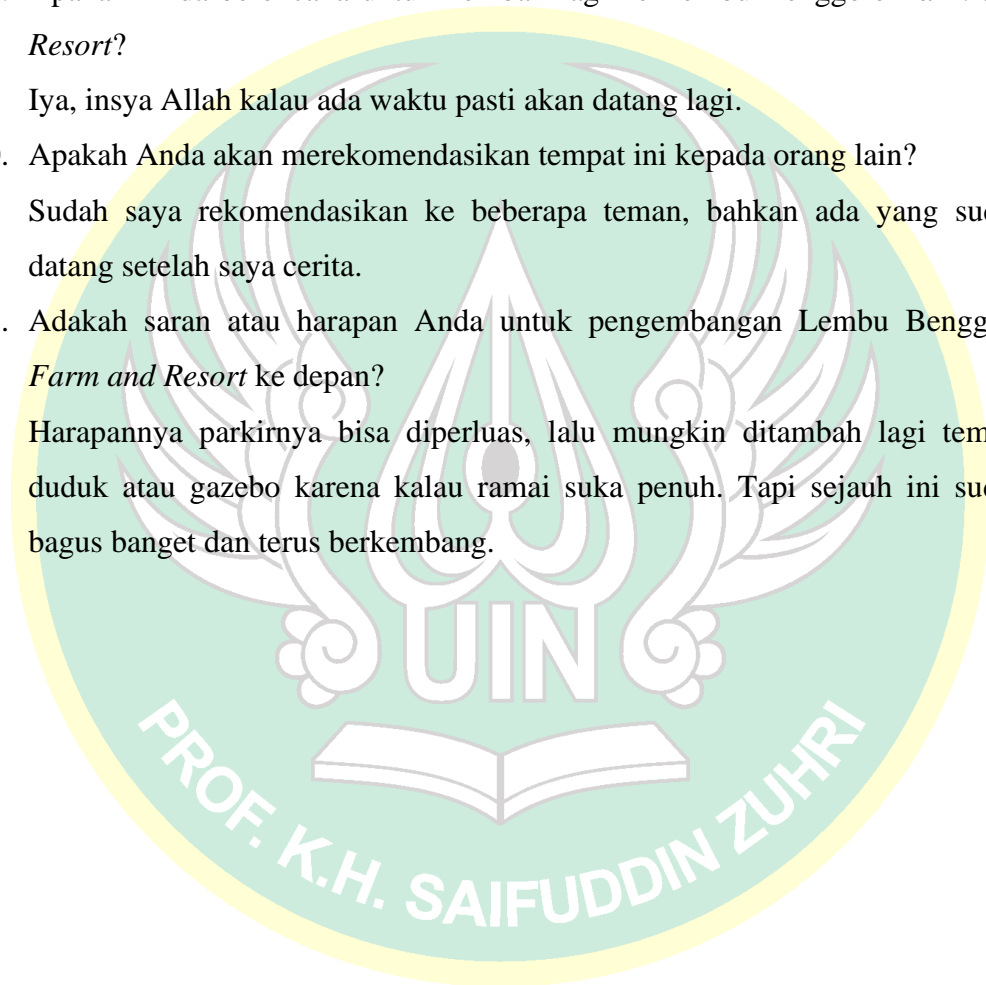 Resort?
Iya, insya Allah kalau ada waktu pasti akan datang lagi.
. Apakah Anda akan merekomendasikan tempat ini kepada orang lain?
Sudah saya rekomendasikan ke beberapa teman, bahkan ada yang
datang setelah saya cerita.
. Adakah saran atau harapan Anda untuk pengembangan Lembu
Farm and Resort ke depan?
Harapannya parkirnya bisa diperluas, lalu mungkin ditambah lagi
duduk atau gazebo karena kalau ramai suka penuh. Tapi sejauh ini
bagus banget dan terus berkembang.
UIN
PROF. K.H. SAIFUDDIN ZUHRI